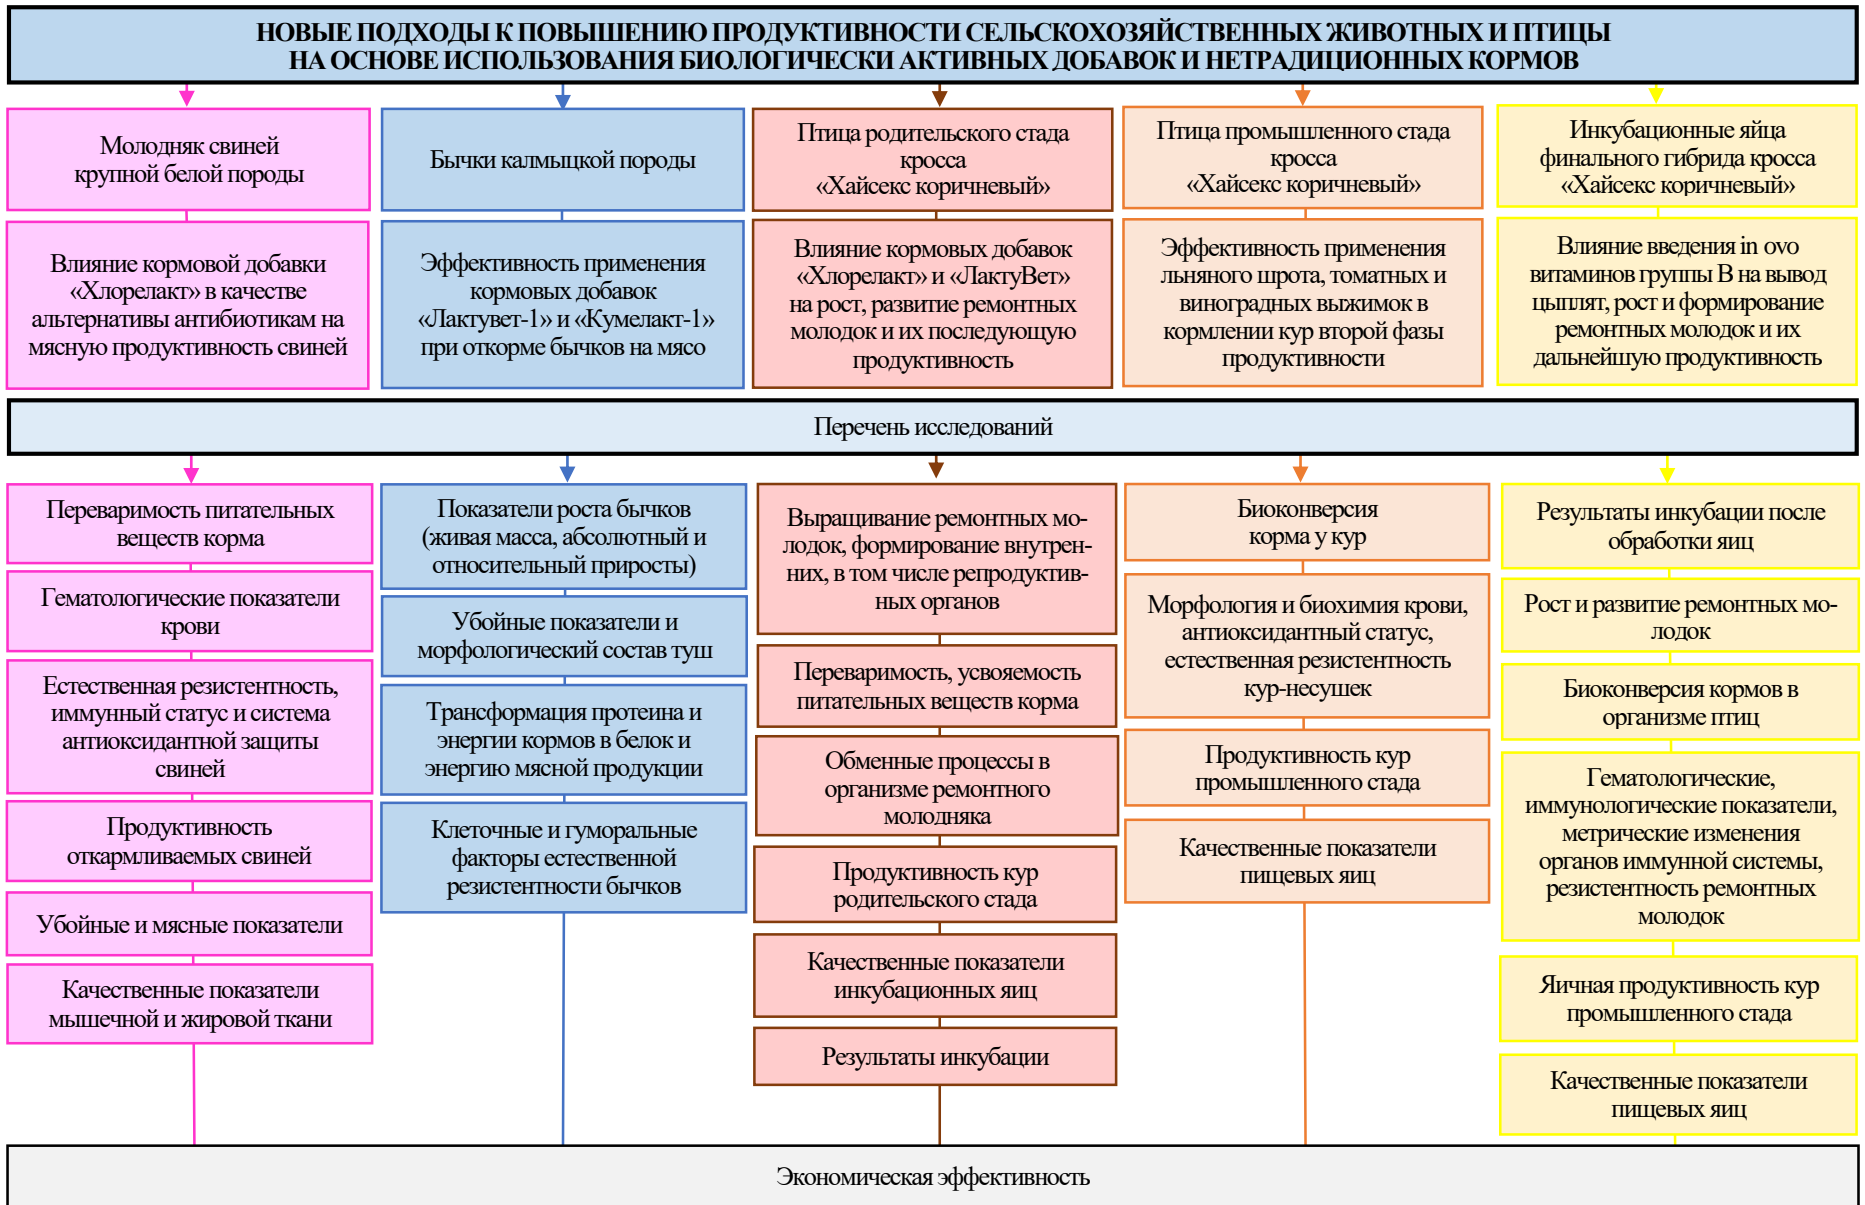 НОВЫЕ ПОДХОДЫ К ПОВЫШЕНИЮ ПРОДУКТИВНОСТИ СЕЛЬСКОХОЗЯЙСТВЕННЫХ ЖИВОТНЫХ И ПТИЦЫ
НА ОСНОВЕ ИСПОЛЬЗОВАНИЯ БИОЛОГИЧЕСКИ АКТИВНЫХ ДОБАВОК И НЕТРАДИЦИОННЫХ КОРМОВ
Молодняк свиней
крупной белой породы
Бычки калмыцкой породы
Птица родительского стада
кросса
«Хайсекс коричневый»
Птица промышленного стада
кросса
«Хайсекс коричневый»
Инкубационные яйца
финального гибрида кросса
«Хайсекс коричневый»
Влияние кормовой добавки
«Хлорелакт» в качестве
альтернативы антибиотикам на
мясную продуктивность свиней
Эффективность применения
кормовых добавок
«Лактувет-1» и «Кумелакт-1»
при откорме бычков на мясо
Влияние кормовых добавок
«Хлорелакт» и «ЛактуВет»
на рост, развитие ремонтных
молодок и их последующую
продуктивность
Эффективность применения
льняного шрота, томатных и
виноградных выжимок в
кормлении кур второй фазы
продуктивности
Влияние введения in ovo
витаминов группы В на вывод
цыплят, рост и формирование
ремонтных молодок и их
дальнейшую продуктивность
Перечень исследований
Переваримость питательных
веществ корма
Гематологические показатели
крови
Естественная резистентность,
иммунный статус и система
антиоксидантной защиты
свиней
Продуктивность
откармливаемых свиней
Убойные и мясные показатели
Качественные показатели
мышечной и жировой ткани
Показатели роста бычков
(живая масса, абсолютный и
относительный приросты)
Убойные показатели и
морфологический состав туш
Трансформация протеина и
энергии кормов в белок и
энергию мясной продукции
Клеточные и гуморальные
факторы естественной
резистентности бычков
Выращивание ремонтных мо-
лодок, формирование внутрен-
них, в том числе репродуктив-
ных органов
Переваримость, усвояемость
питательных веществ корма
Обменные процессы в
организме ремонтного
молодняка
Продуктивность кур
родительского стада
Качественные показатели
инкубационных яиц
Результаты инкубации
Биоконверсия
корма у кур
Морфология и биохимия крови,
антиоксидантный статус,
естественная резистентность
кур-несушек
Продуктивность кур
промышленного стада
Качественные показатели
пищевых яиц
Результаты инкубации после
обработки яиц
Рост и развитие ремонтных мо-
лодок
Биоконверсия кормов в
организме птиц
Гематологические,
иммунологические показатели,
метрические изменения
органов иммунной системы,
резистентность ремонтных
молодок
Яичная продуктивность кур
промышленного стада
Качественные показатели
пищевых яиц
Экономическая эффективность